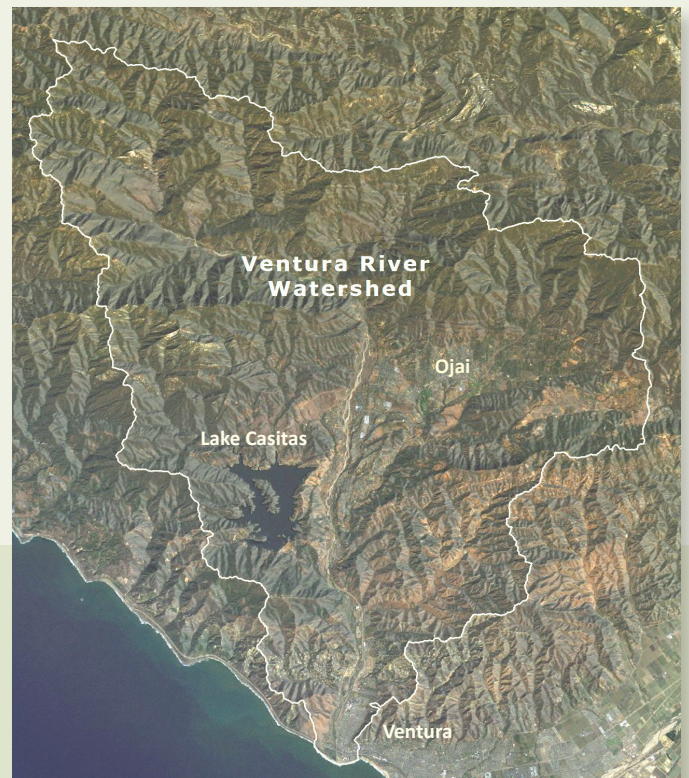 Ventura River
Watershed
Ojai
Lake Casitas
Ventura